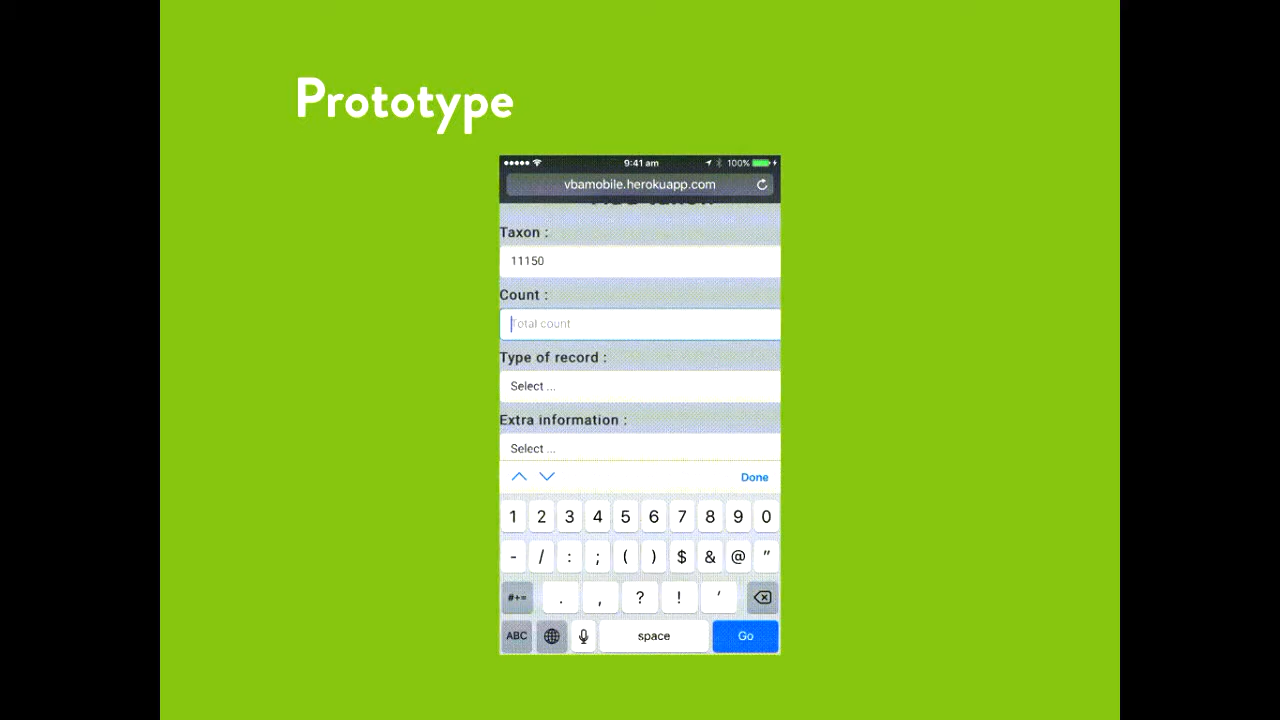 Prototype
9:41 am 100%
vbamobile.herokuapp.com
Taxon :
11150
Count :
Total count
Type of record :
Select ...
Extra information :
Select ...
Done
1 2 3 4 5 6 7 8 9 0
- / : ; ( ) $ & @ "
#+= . , ? ! '
ABC space Go